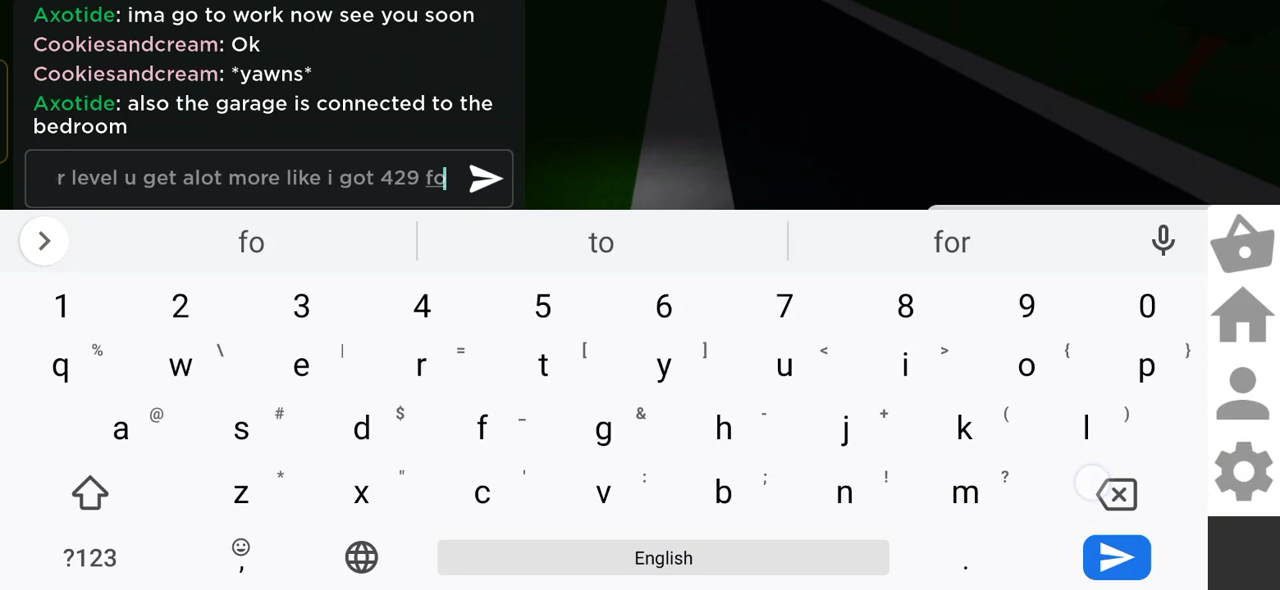 Axotide: ima go to work now see you soon
Cookiesandcream: Ok
Cookiesandcream: *yawns*
Axotide: also the garage is connected to the
bedroom
r level u get alot more like i got 429 fo
fo to for
1 2 3 4 5 6 7 8 9 0
% \ | = [ ] < > { }
q w e r t y u i o p
@ # $ _ & - + ( )
a s d f g h j k l
* " ' : ; ! ?
z x c v b n m
?123 , English .